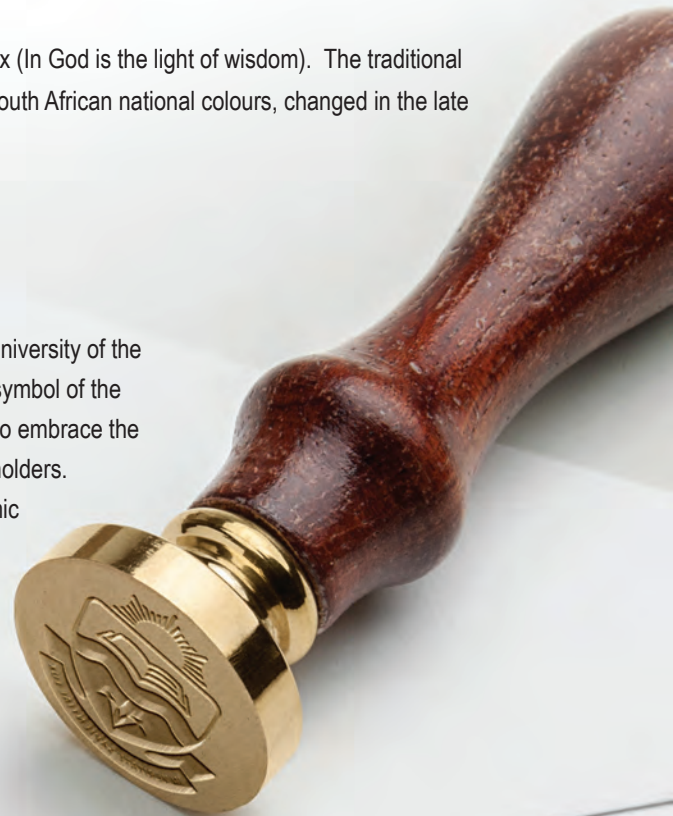 x (In God is the light of wisdom). The traditional
outh African national colours, changed in the late
niversity of the
symbol of the
o embrace the
holders.
nic